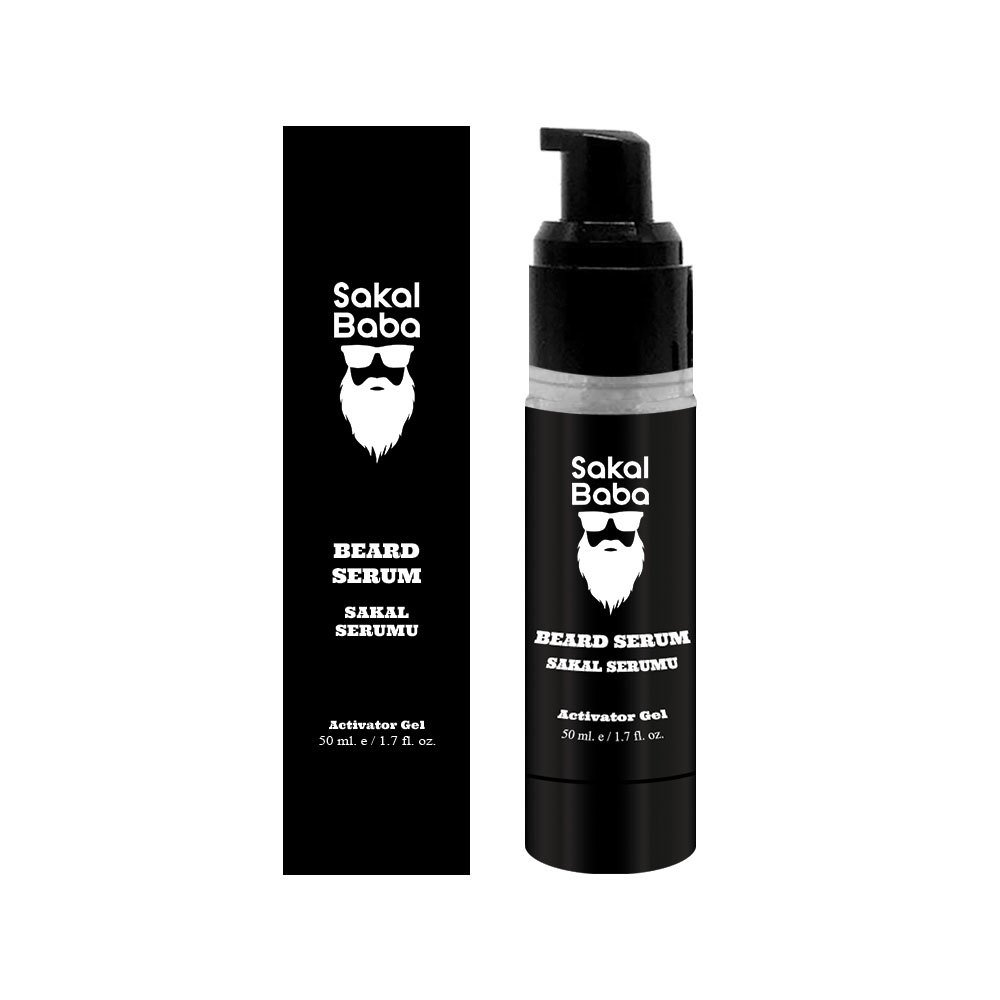 Sakal
Baba
BEARD
SERUM
SAKAL
SERUMU
Activator Gel
50 ml. e / 1.7 fl. oz.
Sakal
Baba
BEARD SERUM
SAKAL SERUMU
Activator Gel
50 ml. e / 1.7 fl. oz.